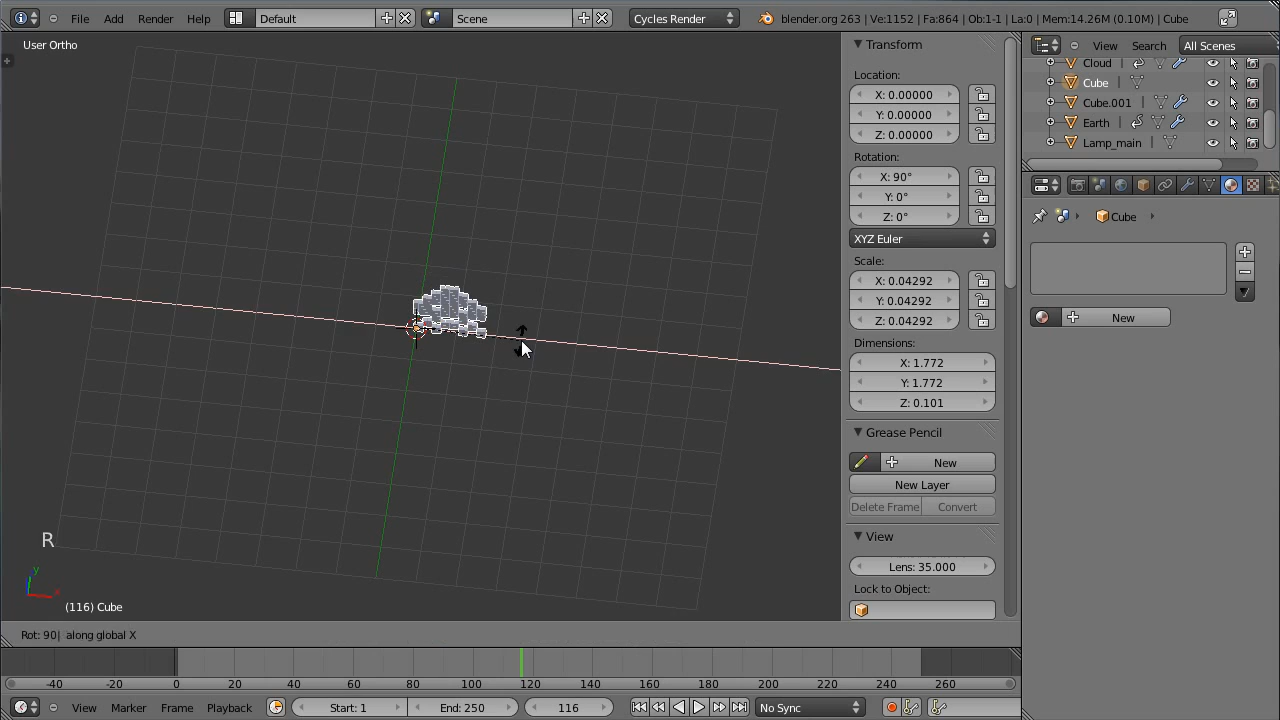 File Add Render Help Default Scene Cycles Render blender.org 263 | Ve:1152 | Fa:864 | Ob:1-1 | La:0 | Mem:14.26M (0.10M) | Cube
User Ortho
Transform
Location:
X: 0.00000
Y: 0.00000
Z: 0.00000
Rotation:
X: 90°
Y: 0°
Z: 0°
XYZ Euler
Scale:
X: 0.04292
Y: 0.04292
Z: 0.04292
Dimensions:
X: 1.772
Y: 1.772
Z: 0.101
Grease Pencil
New
New Layer
Delete Frame Convert
View
Lens: 35.000
Lock to Object:
View Search All Scenes
Cloud
Cube
Cube.001
Earth
Lamp_main
Cube
New
R
y
x
(116) Cube
Rot: 90| along global X
-40 -20 0 20 40 60 80 100 120 140 160 180 200 220 240 260
View Marker Frame Playback Start: 1 End: 250 116 No Sync